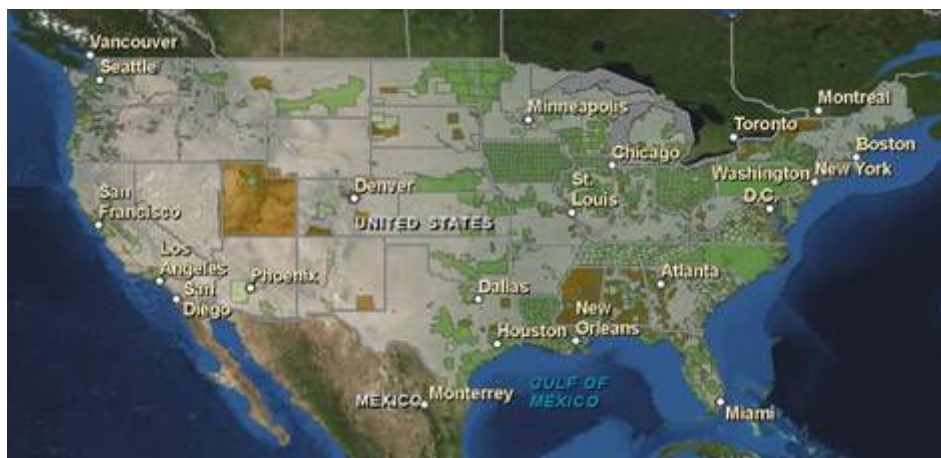 Vancouver
Seattle
Minneapolis
Montreal
Toronto
Boston
Chicago
Washington
D.C.
New York
Denver
St.
Louis
San
Francisco
UNITED STATES
Los
Angeles
Phoenix
Atlanta
San
Diego
Dallas
New
Orleans
Houston
MEXICO
Monterrey
GULF OF
MEXICO
Miami